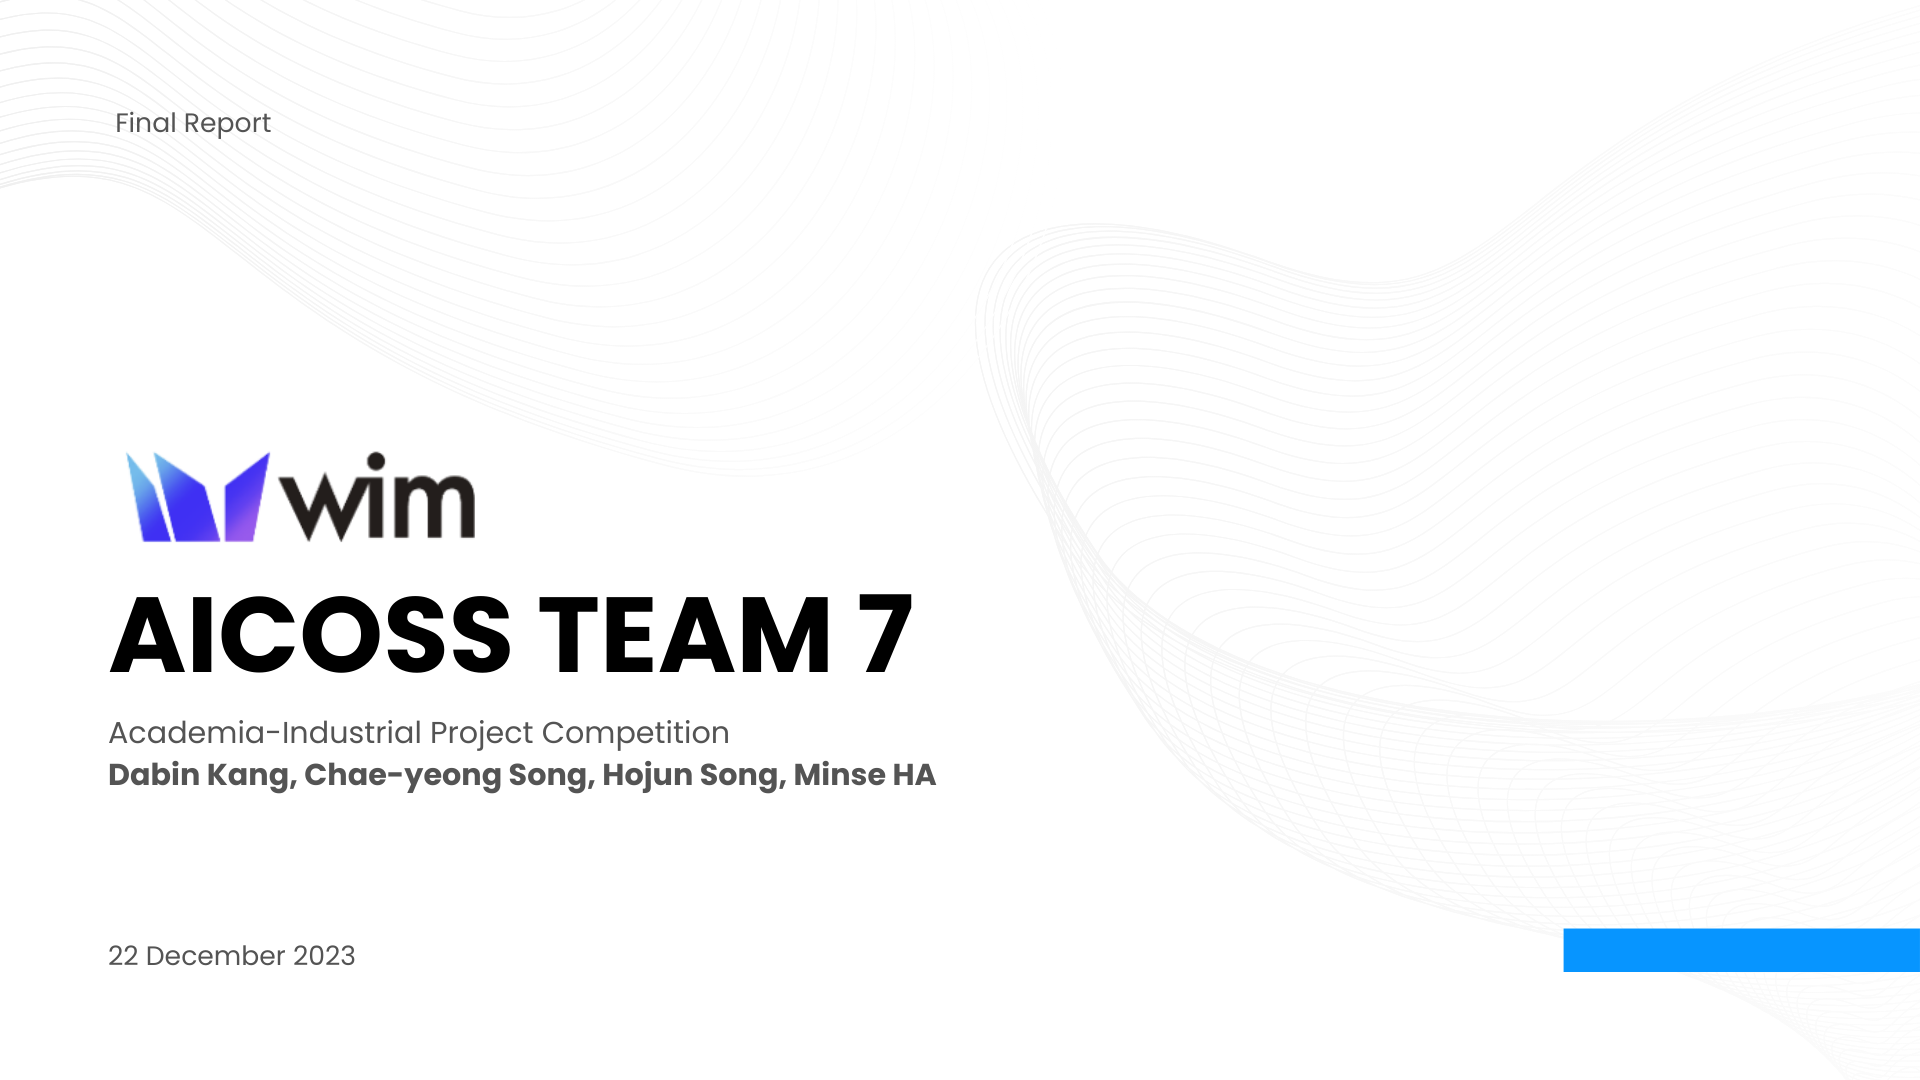 Final Report
wim
AICOSS TEAM 7
Academia-Industrial Project Competition
Dabin Kang, Chae-yeong Song, Hojun Song, Minse HA
22 December 2023